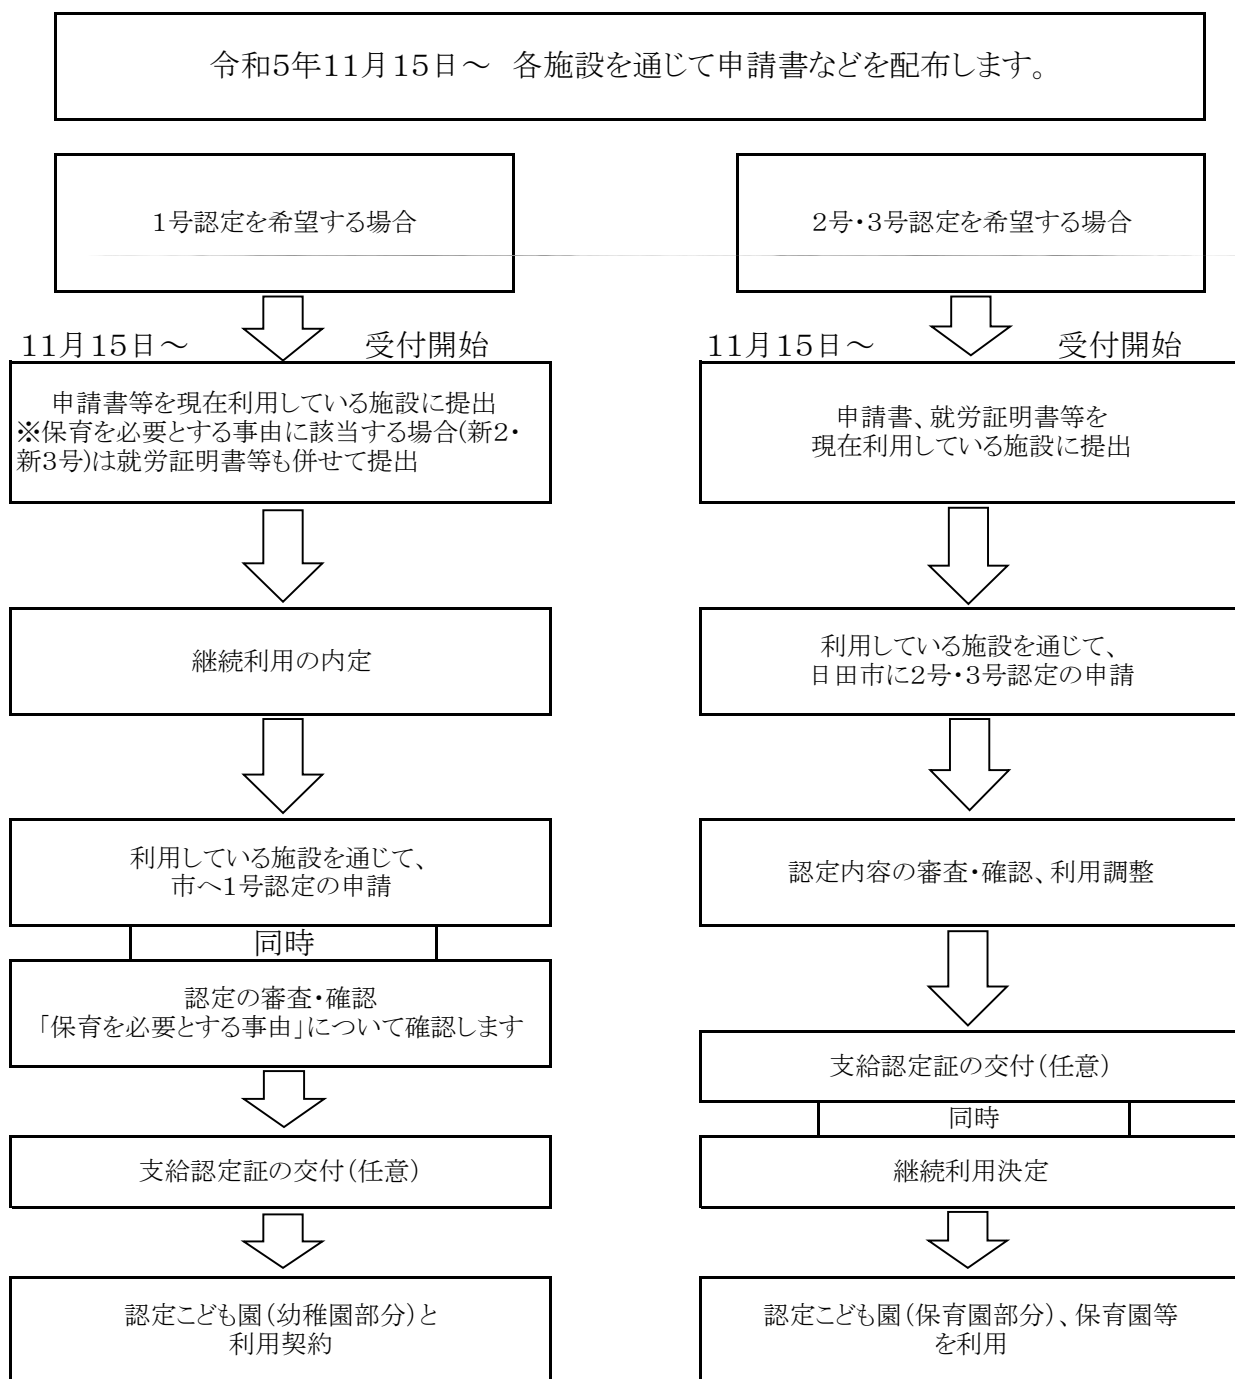 令和5年11月15日～ 各施設を通じて申請書などを配布します。
1号認定を希望する場合
11月15日～ 受付開始
申請書等を現在利用している施設に提出
※保育を必要とする事由に該当する場合(新2・
新3号)は就労証明書等も併せて提出
継続利用の内定
利用している施設を通じて、
市へ1号認定の申請
同時
認定の審査・確認
「保育を必要とする事由」について確認します
支給認定証の交付（任意）
認定こども園（幼稚園部分）と
利用契約
2号・3号認定を希望する場合
11月15日～ 受付開始
申請書、就労証明書等を
現在利用している施設に提出
利用している施設を通じて、
日田市に2号・3号認定の申請
認定内容の審査・確認、利用調整
支給認定証の交付（任意）
同時
継続利用決定
認定こども園（保育園部分）、保育園等
を利用